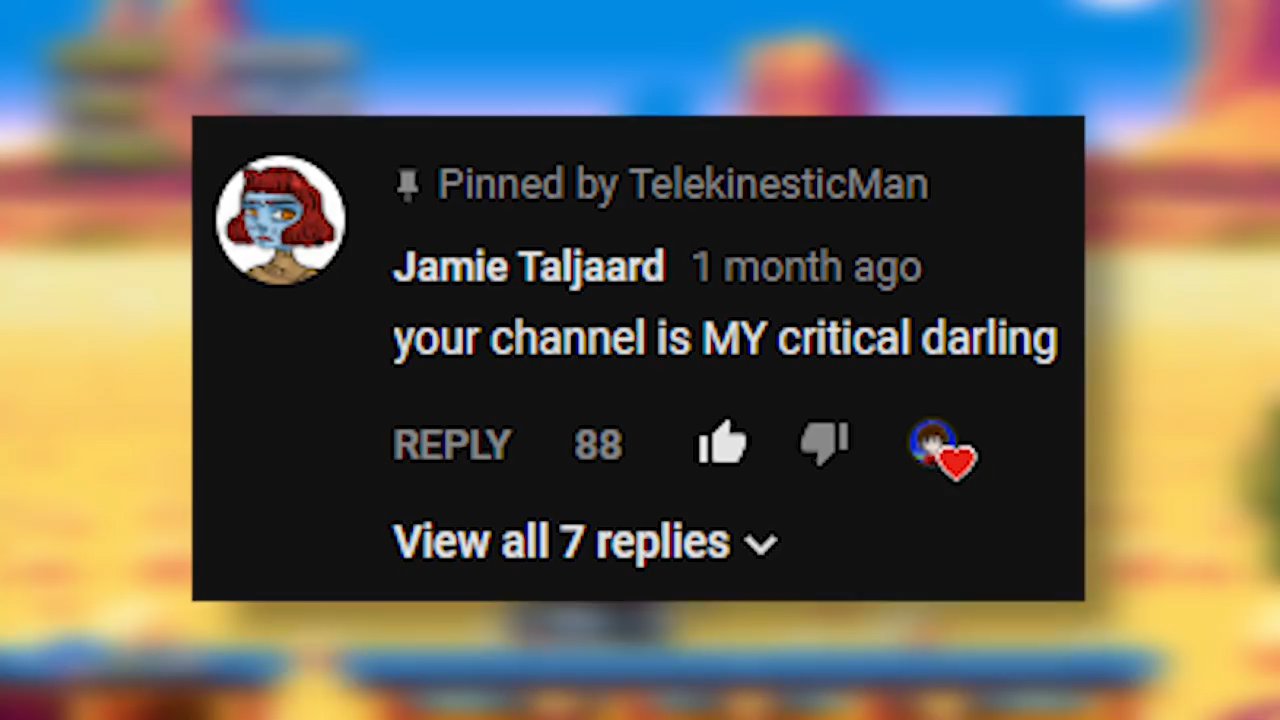 Pinned by TelekinesticMan
Jamie Taljaard 1 month ago
your channel is MY critical darling
REPLY 88
View all 7 replies